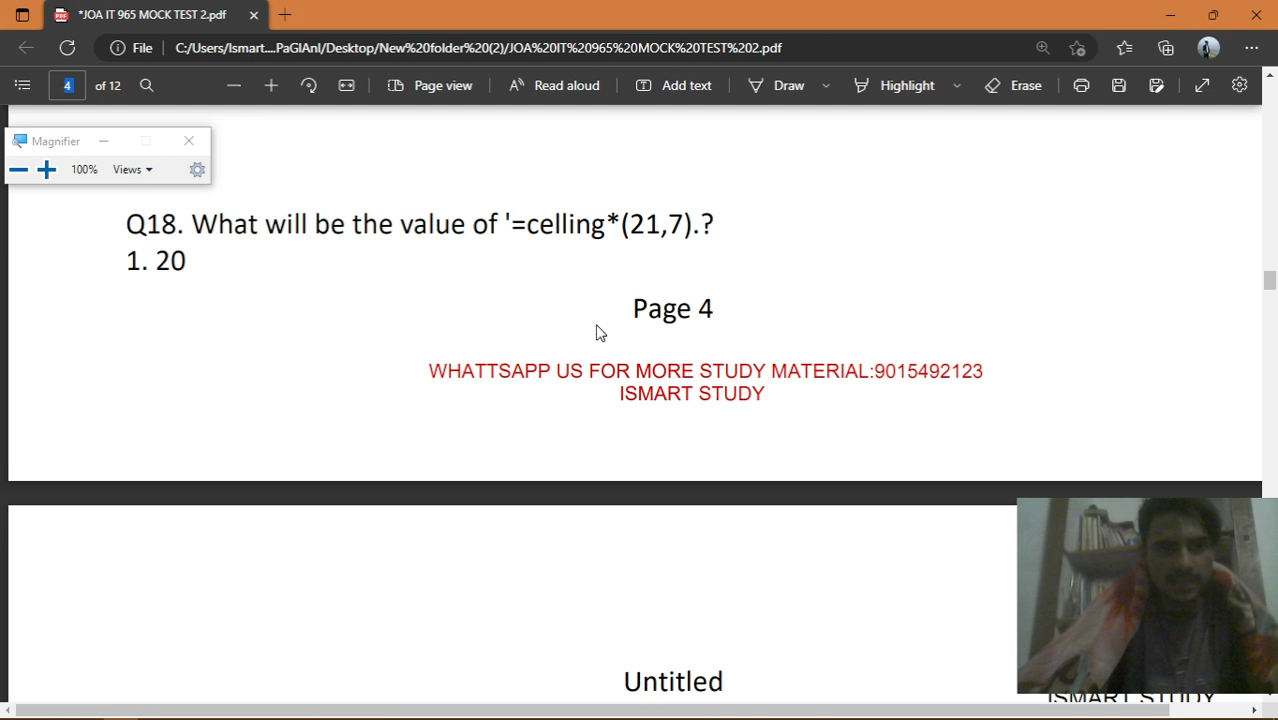 *JOA IT 965 MOCK TEST 2.pdf
File C:/Users/Ismart....PaGlAnI/Desktop/New%20folder%20(2)/JOA%20IT%20965%20MOCK%20TEST%202.pdf
4 of 12 Page view Read aloud Add text Draw Highlight Erase
Magnifier
100% Views
Q18. What will be the value of '=celling*(21,7).?
1. 20
Page 4
WHATTSAPP US FOR MORE STUDY MATERIAL:9015492123
ISMART STUDY
Untitled
ISMART STUDY